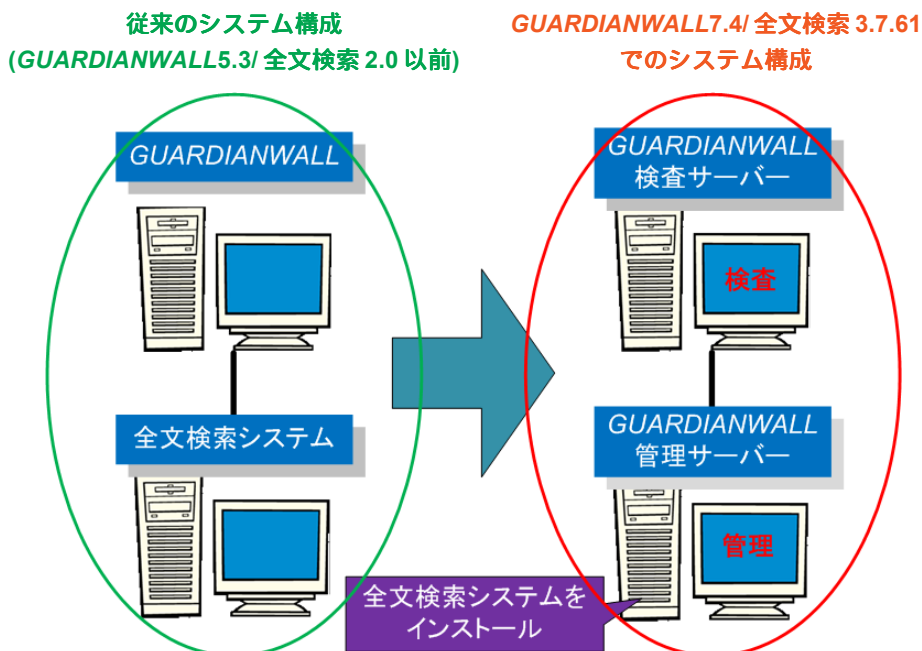 従来のシステム構成
(GUARDIANWALL5.3/ 全文検索 2.0 以前)
GUARDIANWALL7.4/ 全文検索 3.7.61
でのシステム構成
GUARDIANWALL
全文検索システム
GUARDIANWALL
検査サーバー
検査
GUARDIANWALL
管理サーバー
管理
全文検索システムを
インストール